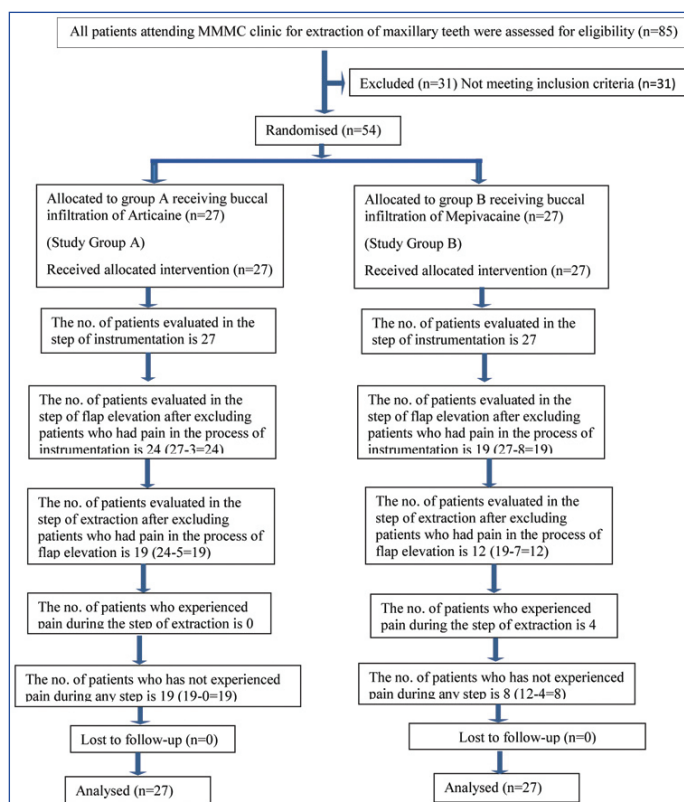 All patients attending MMMC clinic for extraction of maxillary teeth were assessed for eligibility (n=85)
Excluded (n=31) Not meeting inclusion criteria (n=31)
Randomised (n=54)
Allocated to group A receiving buccal
infiltration of Articaine (n=27)
(Study Group A)
Received allocated intervention (n=27)
Allocated to group B receiving buccal
infiltration of Mepivacaine (n=27)
(Study Group B)
Received allocated intervention (n=27)
The no. of patients evaluated in the
step of instrumentation is 27
The no. of patients evaluated in the
step of instrumentation is 27
The no. of patients evaluated in the
step of flap elevation after excluding
patients who had pain in the process of
instrumentation is 24 (27-3=24)
The no. of patients evaluated in the
step of flap elevation after excluding
patients who had pain in the process of
instrumentation is 19 (27-8=19)
The no. of patients evaluated in the
step of extraction after excluding
patients who had pain in the process of
flap elevation is 19 (24-5=19)
The no. of patients evaluated in the
step of extraction after excluding
patients who had pain in the process of
flap elevation is 12 (19-7=12)
The no. of patients who experienced
pain during the step of extraction is 0
The no. of patients who experienced
pain during the step of extraction is 4
The no. of patients who has not experienced
pain during any step is 19 (19-0=19)
The no. of patients who has not experienced
pain during any step is 8 (12-4=8)
Lost to follow-up (n=0)
Lost to follow-up (n=0)
Analysed (n=27)
Analysed (n=27)